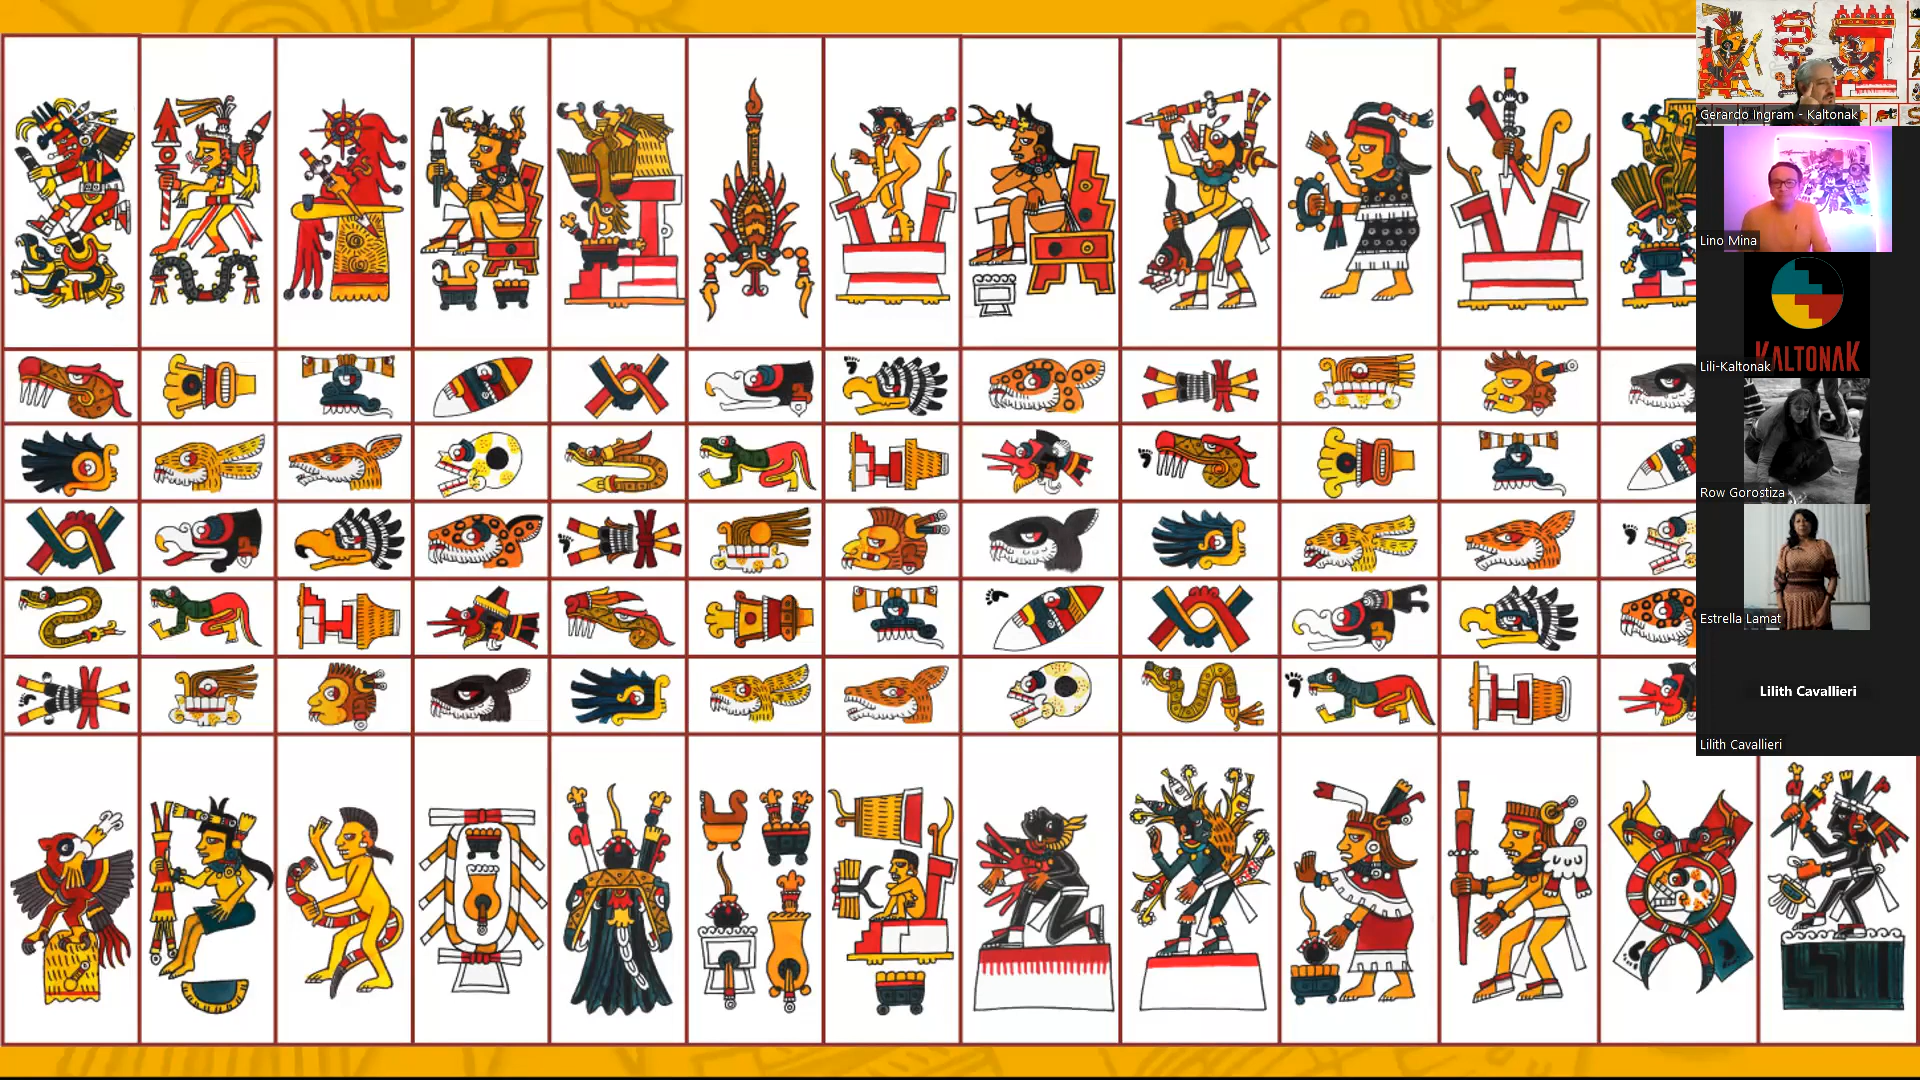 Gerardo Ingram - Kaltonak
Lino Mina
KALTONAK
Lili-Kaltonak
Row Gorostiza
Estrella Lamat
Lilith Cavallieri
Lilith Cavallieri